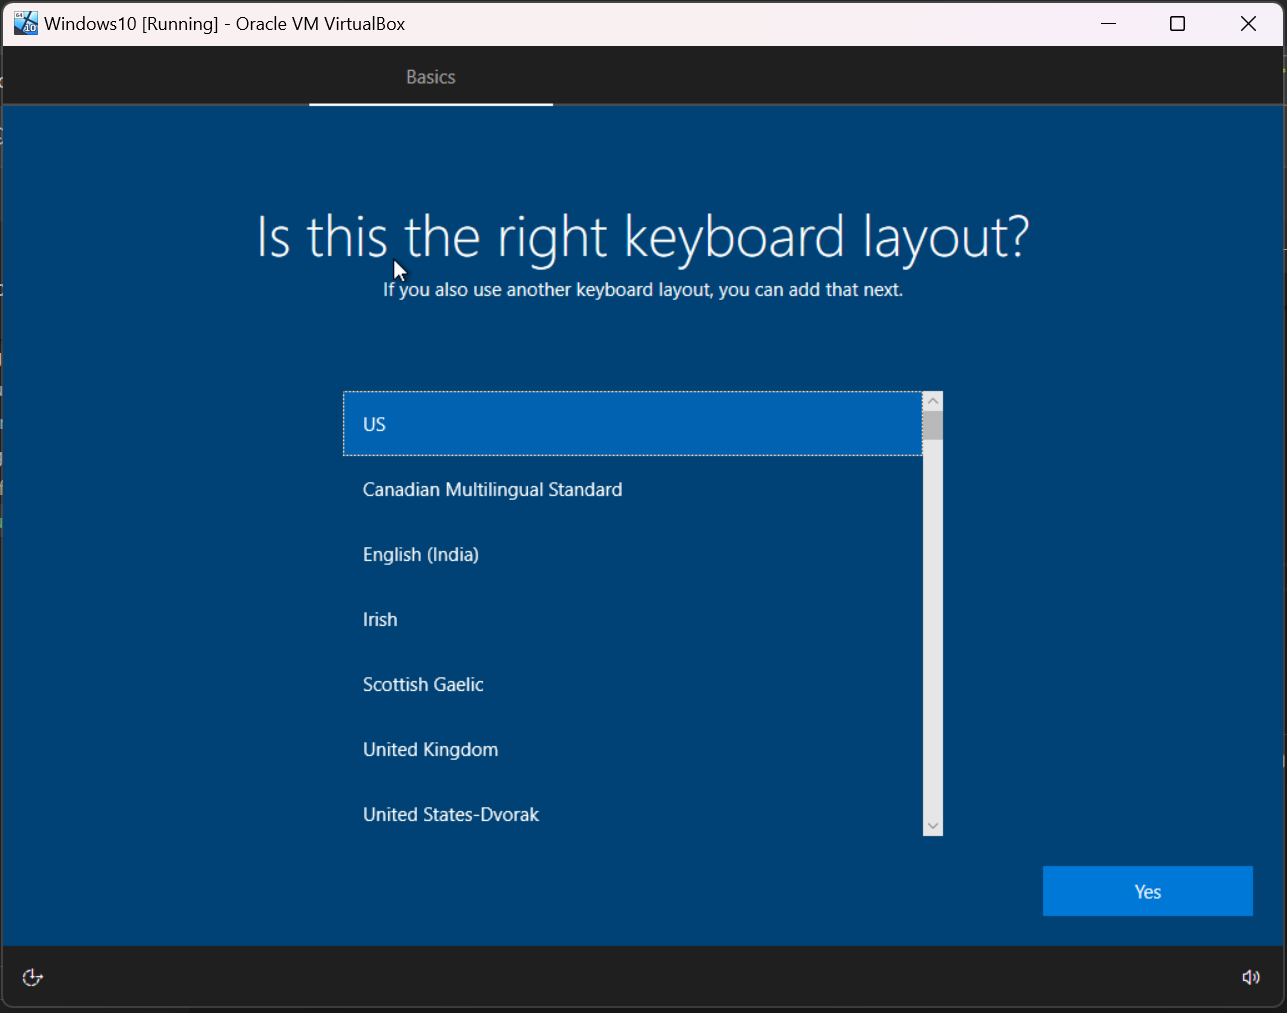 Windows10 [Running] - Oracle VM VirtualBox
Basics
Is this the right keyboard layout?
If you also use another keyboard layout, you can add that next.
US
Canadian Multilingual Standard
English (India)
Irish
Scottish Gaelic
United Kingdom
United States-Dvorak
Yes